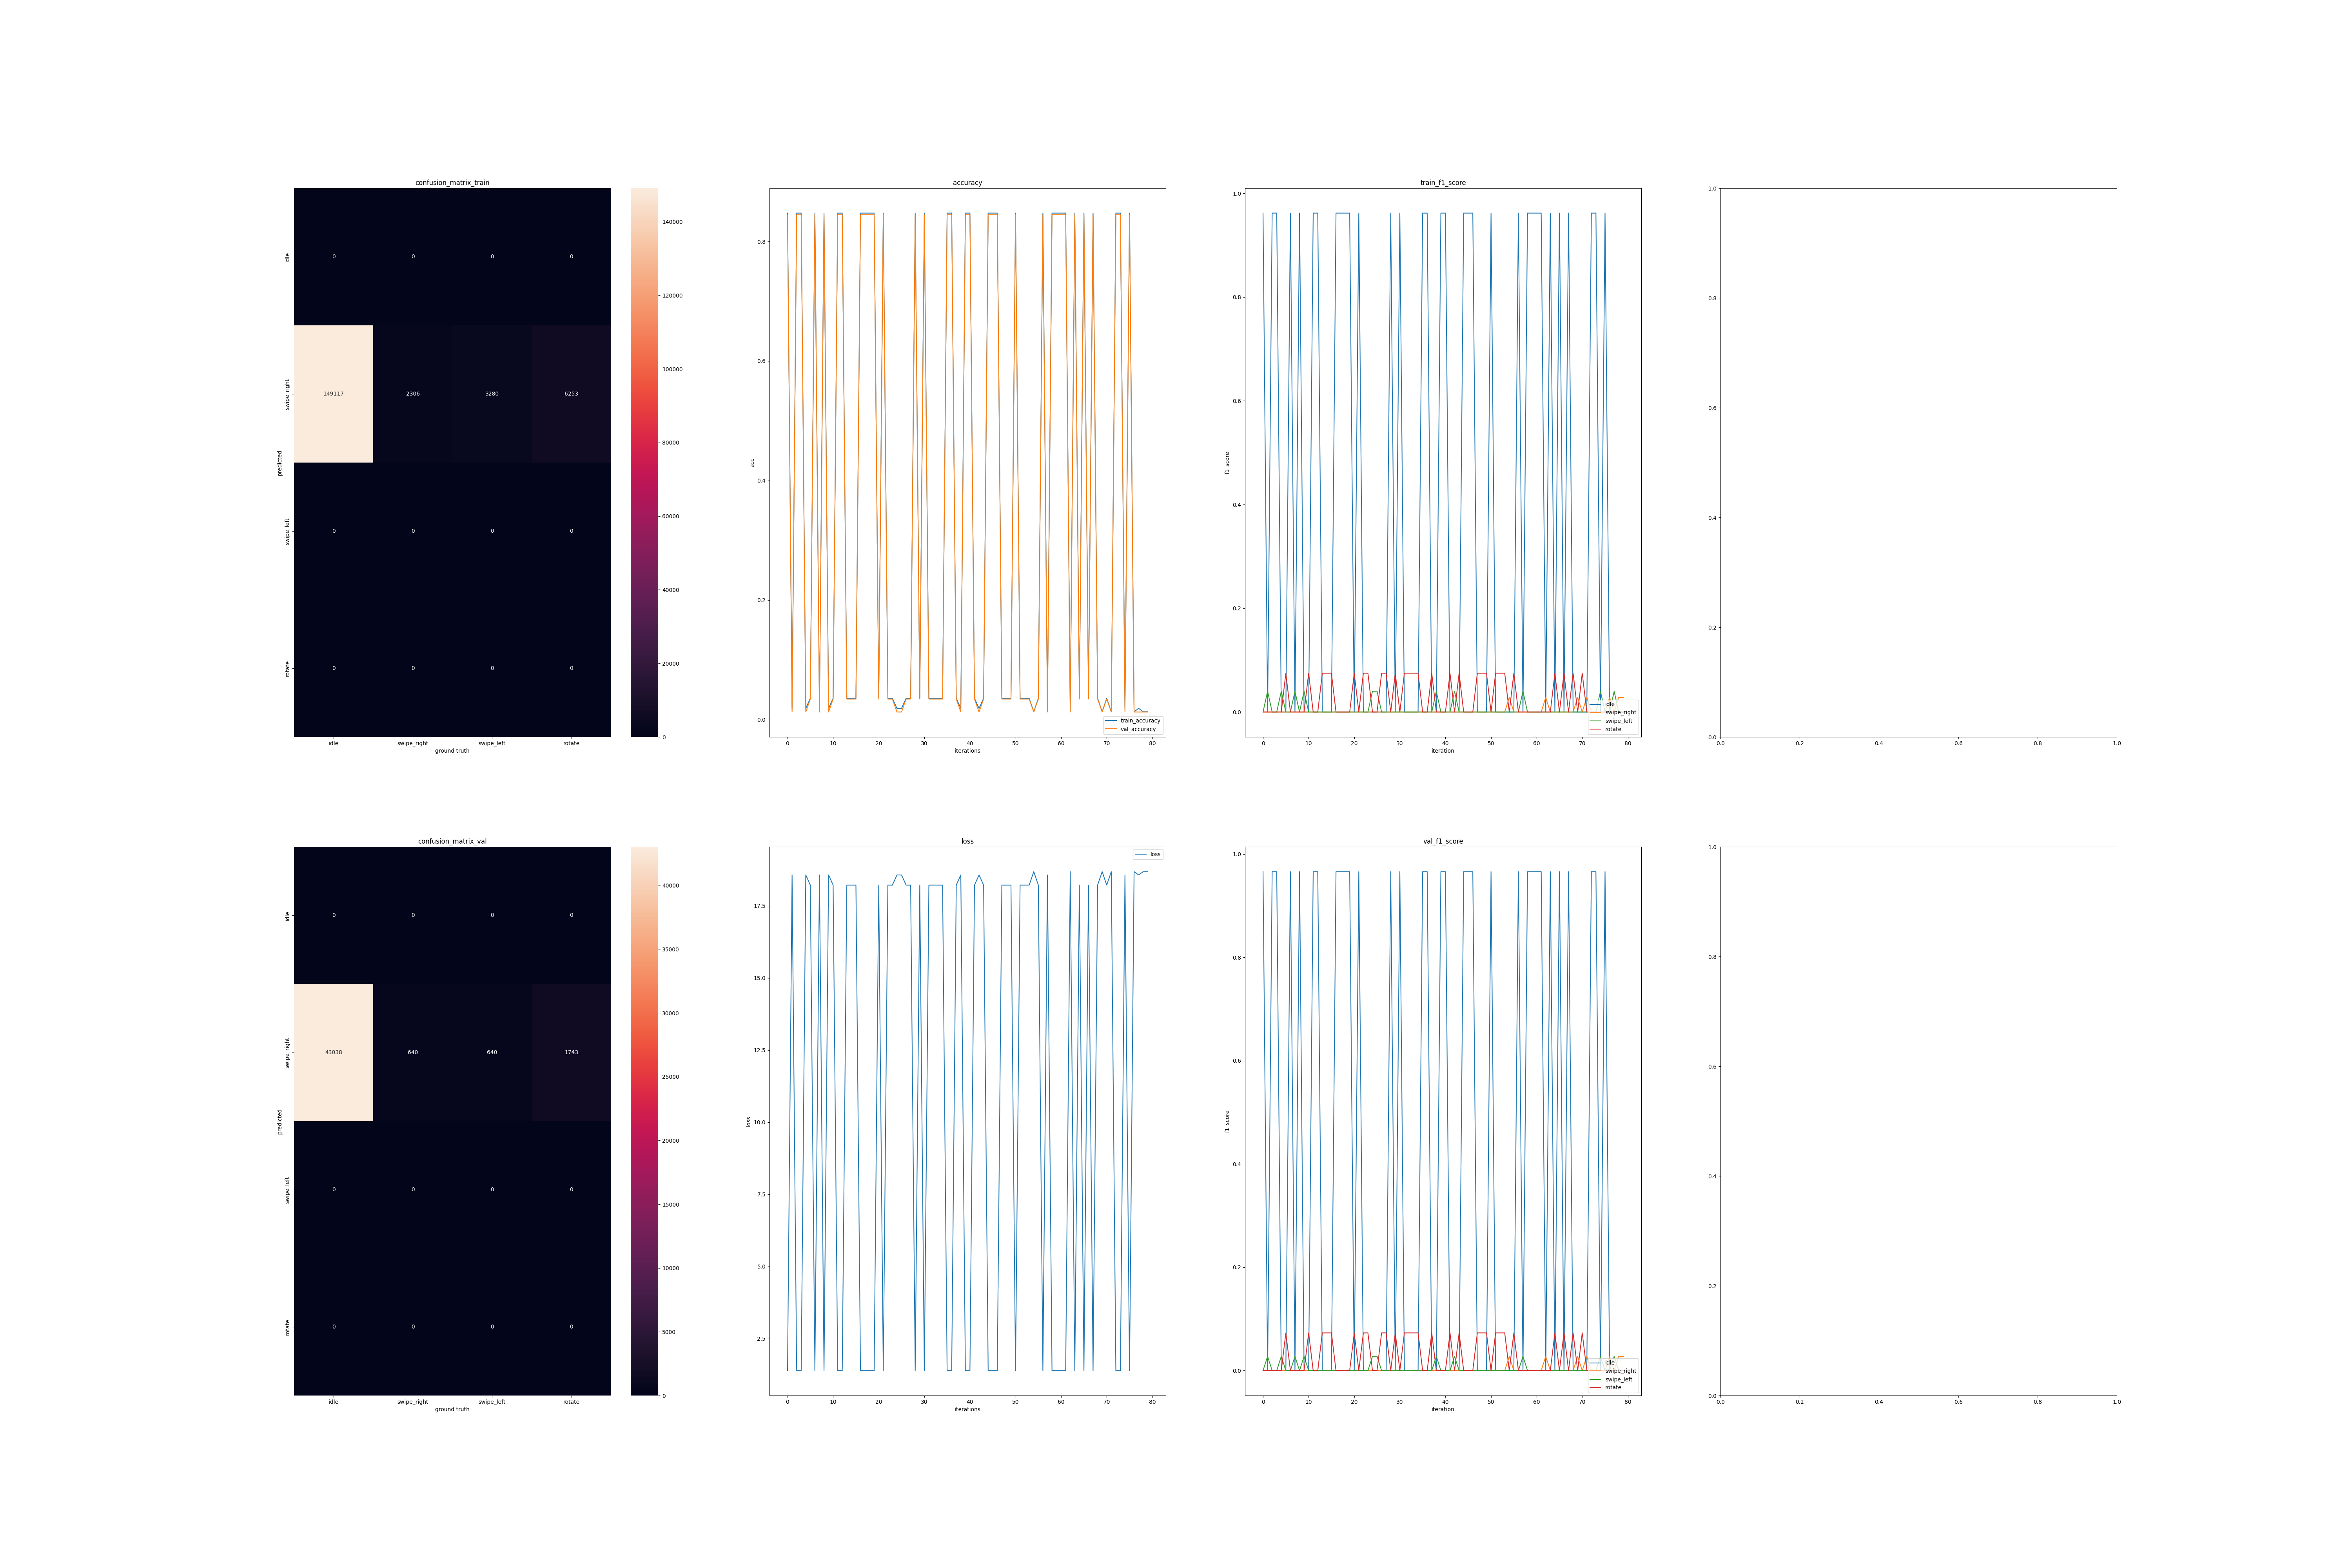 confusion_matrix_train
idle
swipe_right
swipe_left
rotate
predicted
0 0 0 0
149117 2306 3280 6253
0 0 0 0
0 0 0 0
idle swipe_right swipe_left rotate
ground truth
140000
120000
100000
80000
60000
40000
20000
0
accuracy
acc
0.8
0.6
0.4
0.2
0.0
train_accuracy
val_accuracy
0 10 20 30 40 50 60 70 80
iterations
train_f1_score
f1_score
1.0
0.8
0.6
0.4
0.2
0.0
idle
swipe_right
swipe_left
rotate
0 10 20 30 40 50 60 70 80
iteration
1.0
0.8
0.6
0.4
0.2
0.0
0.0 0.2 0.4 0.6 0.8 1.0
confusion_matrix_val
idle
swipe_right
swipe_left
rotate
predicted
0 0 0 0
43038 640 640 1743
0 0 0 0
0 0 0 0
idle swipe_right swipe_left rotate
ground truth
40000
35000
30000
25000
20000
15000
10000
5000
0
loss
loss
loss
17.5
15.0
12.5
10.0
7.5
5.0
2.5
0 10 20 30 40 50 60 70 80
iterations
val_f1_score
f1_score
1.0
0.8
0.6
0.4
0.2
0.0
idle
swipe_right
swipe_left
rotate
0 10 20 30 40 50 60 70 80
iteration
1.0
0.8
0.6
0.4
0.2
0.0
0.0 0.2 0.4 0.6 0.8 1.0